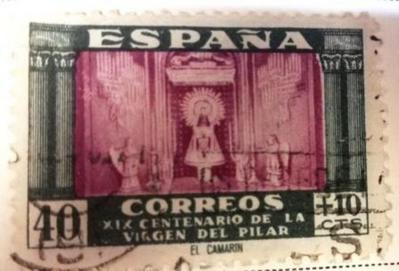 ESPAÑA
CORREOS
40
+10
CTS.
XIX CENTENARIO DE LA
VIRGEN DEL PILAR
EL CAMARIN